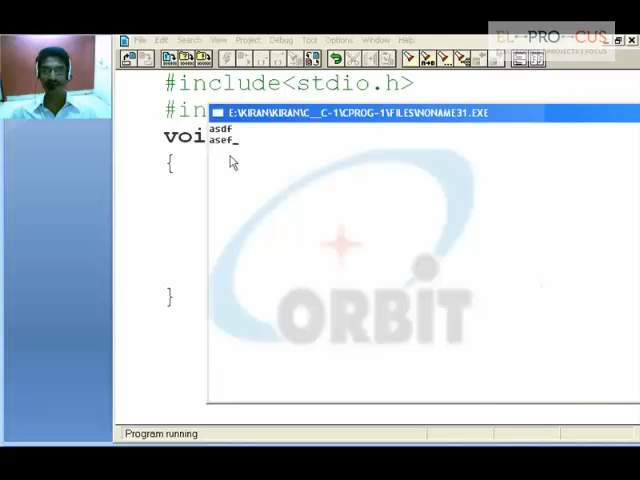 File Edit Search View Project Debug Tool Options Window Help
EL PRO CUS
#include<stdio.h>
#in
E:\KIRAN\KIRAN\C__C-1\CPROG-1\FILES\NONAME31.EXE
asdf
voi
asef_
{
}
ORBiT
Program running